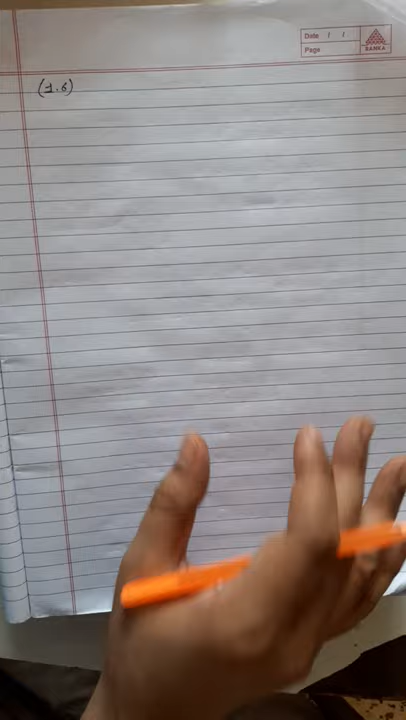 Date / /
Page
SANKA
(1.6)